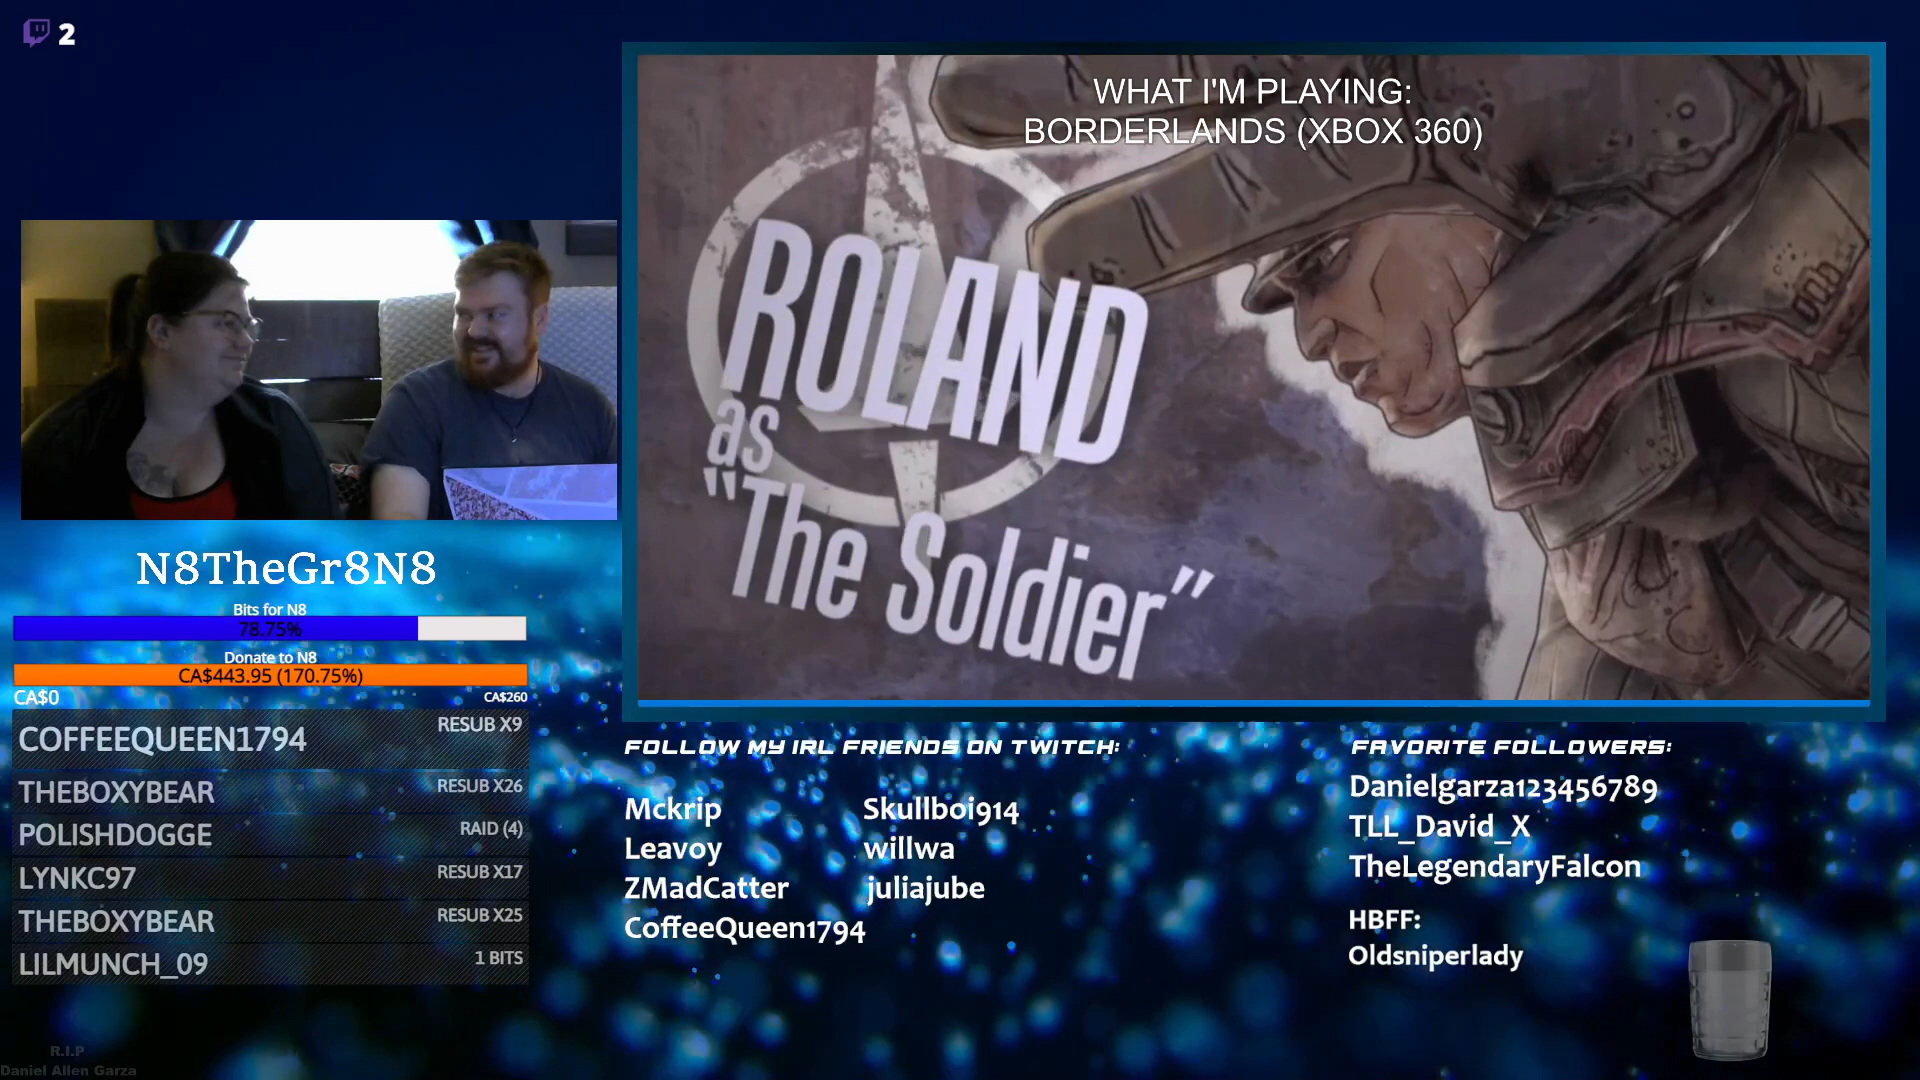 2
WHAT I'M PLAYING:
BORDERLANDS (XBOX 360)
ROLAND
as
"The Soldier"
N8TheGr8N8
Bits for N8
78.75%
Donate to N8
CA$443.95 (170.75%)
CA$0 CA$260
COFFEEQUEEN1794 RESUB X9
THEBOXYBEAR RESUB X26
POLISHDOGGE RAID (4)
LYNKC97 RESUB X17
THEBOXYBEAR RESUB X25
LILMUNCH_09 1 BITS
FOLLOW MY IRL FRIENDS ON TWITCH:
Mckrip Skullboi914
Leavoy willwa
ZMadCatter juliajube
CoffeeQueen1794
FAVORITE FOLLOWERS:
Danielgarza123456789
TLL_David_X
TheLegendaryFalcon
HBFF:
Oldsniperlady
R.I.P
Daniel Allen Garza